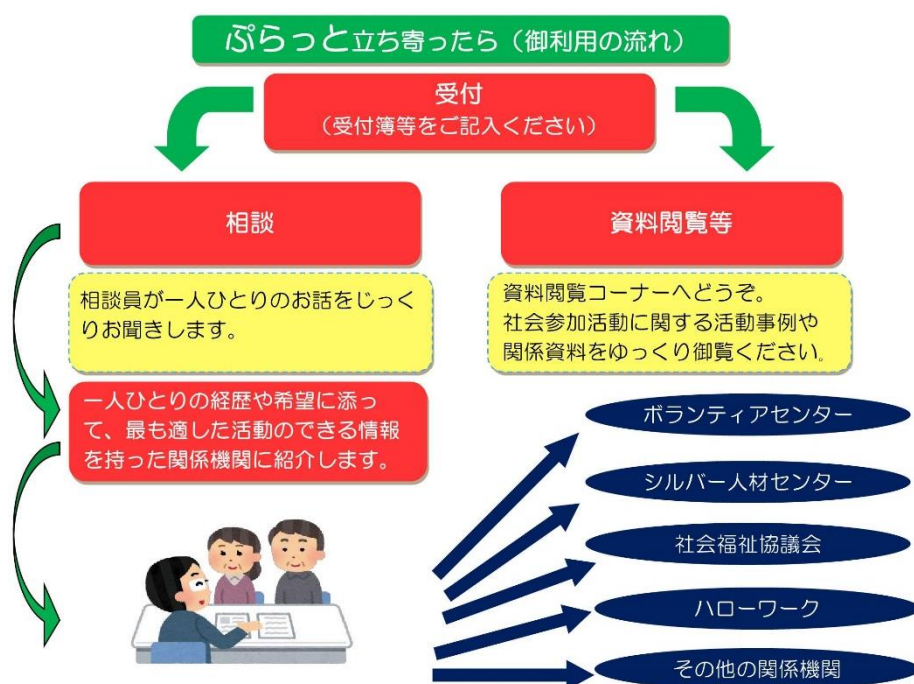 ぷらっと立ち寄ったら（御利用の流れ）
受付
（受付簿等をご記入ください）
相談
相談員が一人ひとりのお話をじっく
りお聞きします。
一人ひとりの経歴や希望に添っ
て、最も適した活動のできる情報
を持った関係機関に紹介します。
資料閲覧等
資料閲覧コーナーへどうぞ。
社会参加活動に関する活動事例や
関係資料をゆっくり御覧ください。
ボランティアセンター
シルバー人材センター
社会福祉協議会
ハローワーク
その他の関係機関